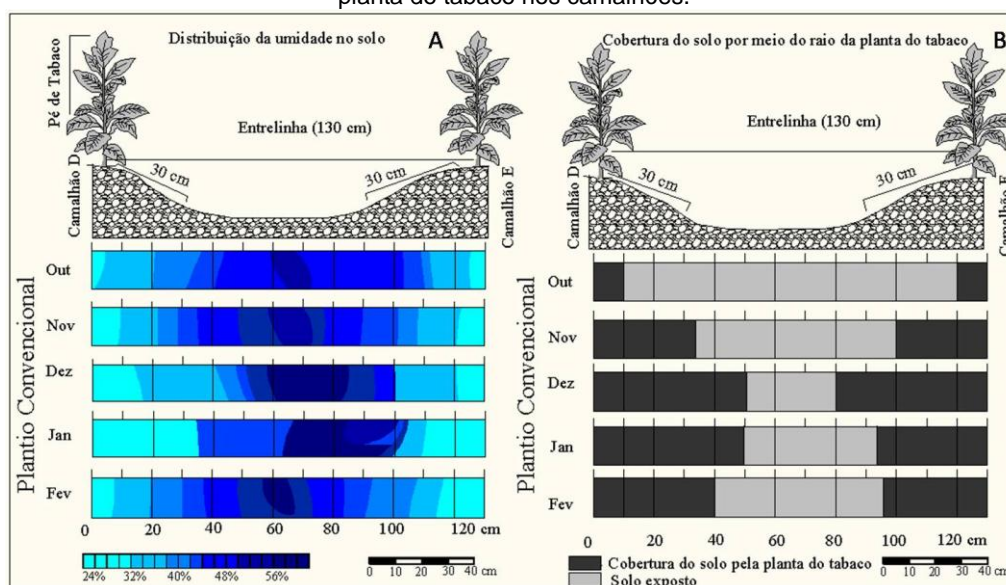 planta de tabaco nos camalhões.
Distribuição da umidade no solo
A
Pé de Tabaco
Entrelinha (130 cm)
30 cm
30 cm
Camalhão D
Camalhão E
Plantio Convencional
Out
Nov
Dez
Jan
Fev
0 20 40 60 80 100 120 cm
24% 32% 40% 48% 56%
0 10 20 30 40 cm
Cobertura do solo por meio do raio da planta do tabaco
B
Entrelinha (130 cm)
30 cm
30 cm
Camalhão D
Camalhão E
Plantio Convencional
Out
Nov
Dez
Jan
Fev
0 20 40 60 80 100 120 cm
Cobertura do solo pela planta do tabaco
Solo exposto
0 10 20 30 40 cm